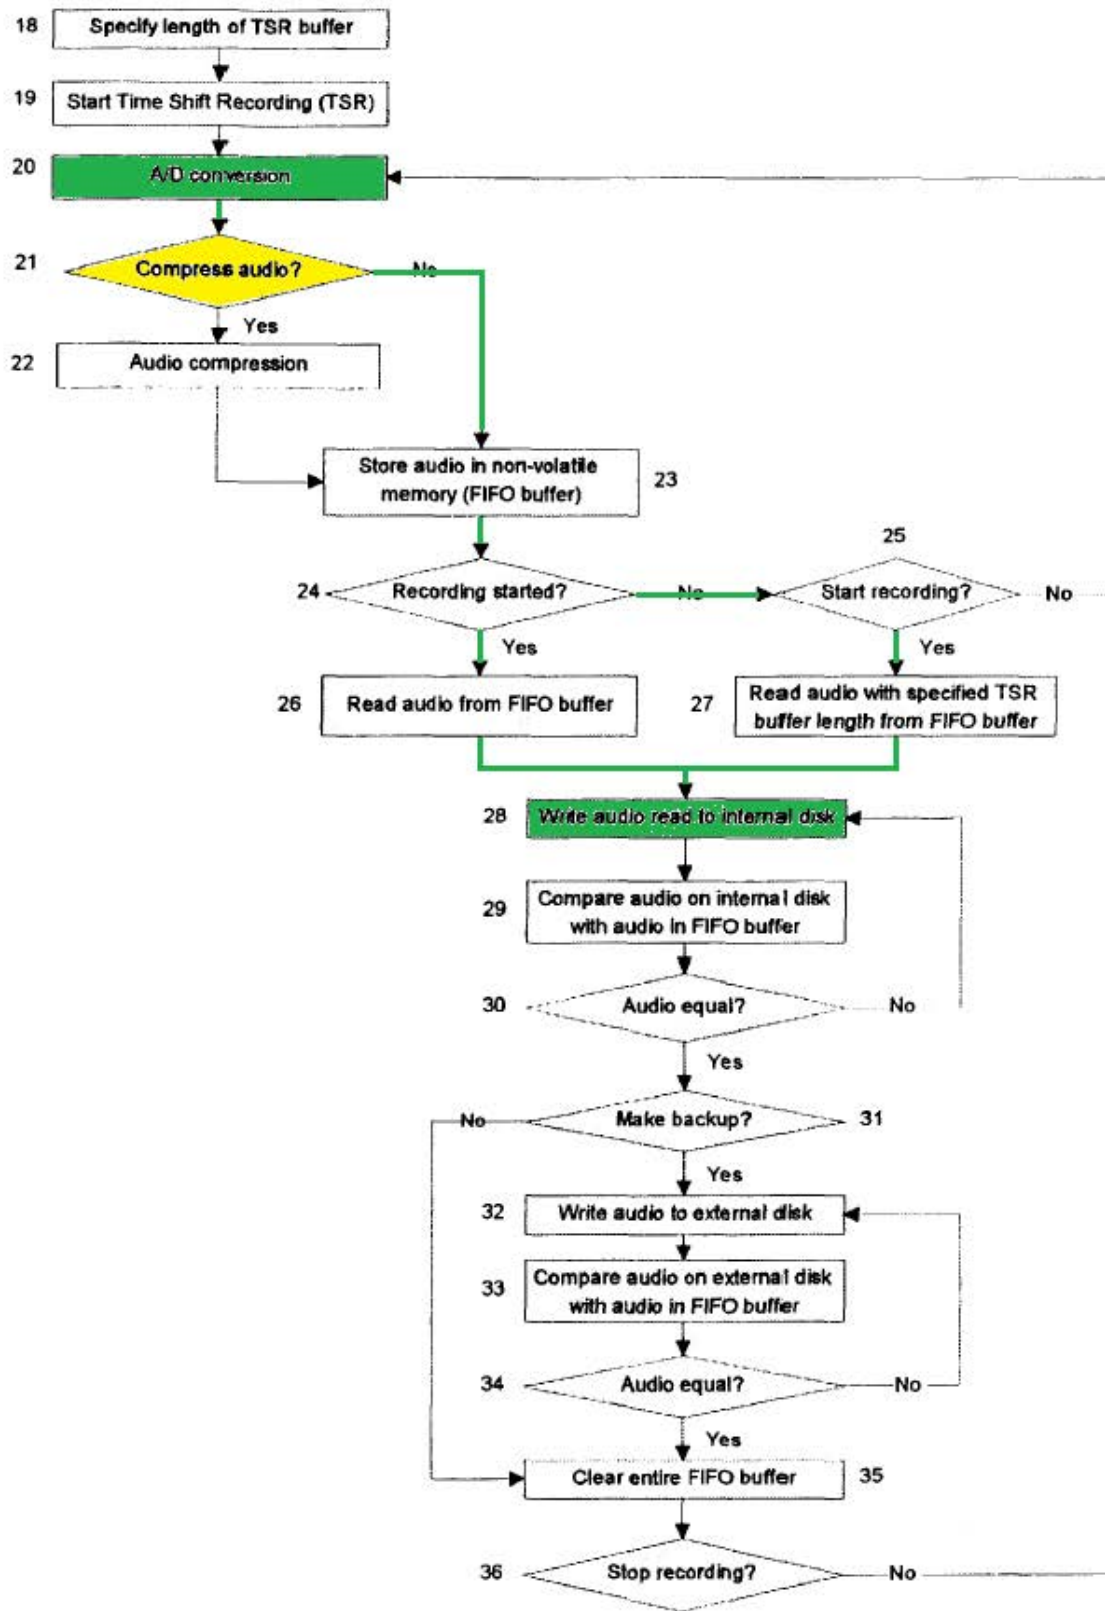 18 Specify length of TSR buffer
19 Start Time Shift Recording (TSR)
20 A/D conversion
21 Compress audio? No
Yes
22 Audio compression
Store audio in non-volatile
memory (FIFO buffer)
23
25
24 Recording started? No Start recording? No
Yes Yes
26 Read audio from FIFO buffer
27 Read audio with specified TSR
buffer length from FIFO buffer
28 Write audio read to internal disk
29 Compare audio on internal disk
with audio in FIFO buffer
30 Audio equal? No
Yes
No Make backup? 31
Yes
32 Write audio to external disk
33 Compare audio on external disk
with audio in FIFO buffer
34 Audio equal? No
Yes
Clear entire FIFO buffer 35
36 Stop recording? No